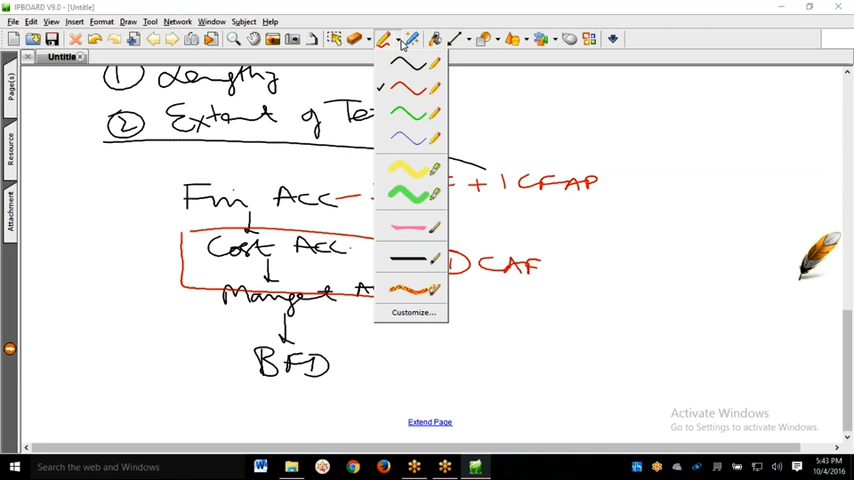 IPBOARD V9.0 - Untitle *
File Edit Insert Format Draw Tool Network Window Subject Help
Untitle
Page(s)
Resource
Attachment
① Lengthy
② Extent of Te
Fin Acc - + 1 CFAP
Cost Acc.
D CAF
Mangent A
BFD
Customize...
Extend Page
Activate Windows
Go to Settings to activate Windows.
Search the web and Windows
5:43 PM
10/4/2016